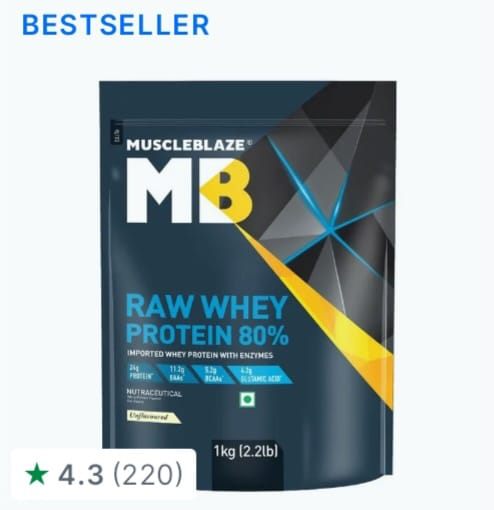 BESTSELLER
MUSCLEBLAZE®
MB
RAW WHEY
PROTEIN 80%
IMPORTED WHEY PROTEIN WITH ENZYMES
24g 11.2g 5.2g 4.2g
PROTEIN* EAAs* BCAAs* GLUTAMIC ACID*
NUTRACEUTICAL
Unflavoured
1kg (2.2lb)
★ 4.3 (220)